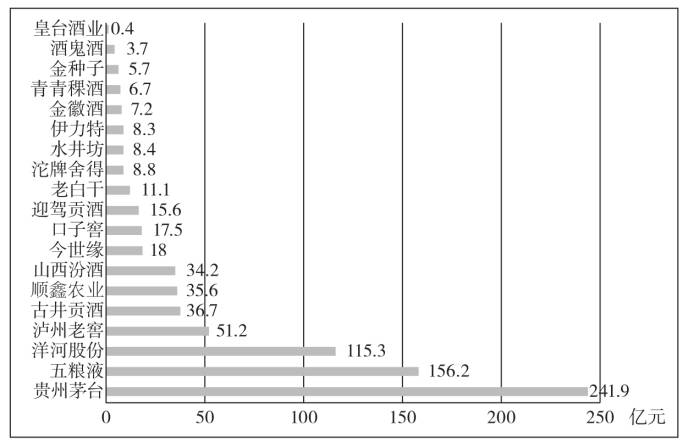 皇台酒业 0.4
酒鬼酒 3.7
金种子 5.7
青青稞酒 6.7
金徽酒 7.2
伊力特 8.3
水井坊 8.4
沱牌舍得 8.8
老白干 11.1
迎驾贡酒 15.6
口子窖 17.5
今世缘 18
山西汾酒 34.2
顺鑫农业 35.6
古井贡酒 36.7
泸州老窖 51.2
洋河股份 115.3
五粮液 156.2
贵州茅台 241.9
0 50 100 150 200 250 亿元